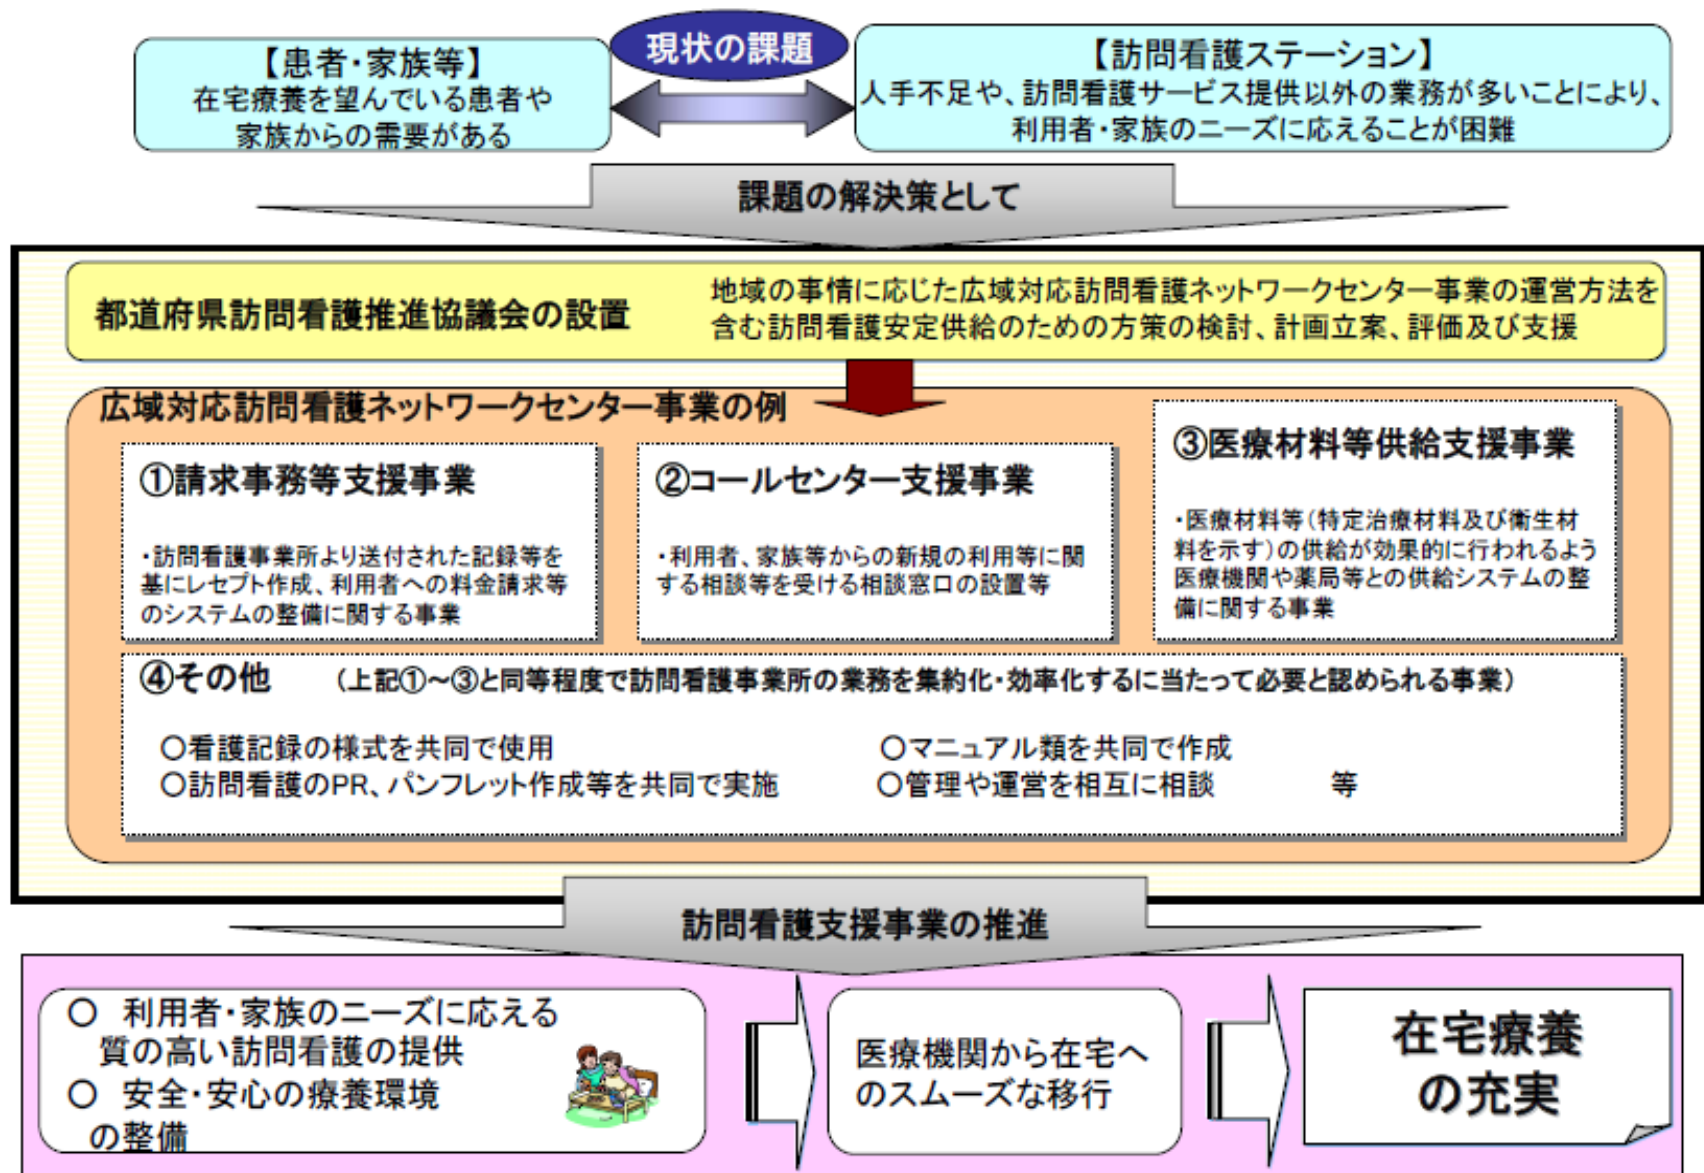 現状の課題
【患者・家族等】
在宅療養を望んでいる患者や
家族からの需要がある
【訪問看護ステーション】
人手不足や、訪問看護サービス提供以外の業務が多いことにより、
利用者・家族のニーズに応えることが困難
課題の解決策として
都道府県訪問看護推進協議会の設置
地域の事情に応じた広域対応訪問看護ネットワークセンター事業の運営方法を
含む訪問看護安定供給のための方策の検討、計画立案、評価及び支援
広域対応訪問看護ネットワークセンター事業の例
①請求事務等支援事業
・訪問看護事業所より送付された記録等を
基にレセプト作成、利用者への料金請求等
のシステムの整備に関する事業
②コールセンター支援事業
・利用者、家族等からの新規の利用等に関
する相談等を受ける相談窓口の設置等
③医療材料等供給支援事業
・医療材料等(特定治療材料及び衛生材
料を示す)の供給が効果的に行われるよう
医療機関や薬局等との供給システムの整
備に関する事業
④その他 (上記①～③と同等程度で訪問看護事業所の業務を集約化・効率化するに当たって必要と認められる事業)
○看護記録の様式を共同で使用 ○マニュアル類を共同で作成
○訪問看護のPR、パンフレット作成等を共同で実施 ○管理や運営を相互に相談 等
訪問看護支援事業の推進
○ 利用者・家族のニーズに応える
質の高い訪問看護の提供
○ 安全・安心の療養環境
の整備
医療機関から在宅へ
のスムーズな移行
在宅療養
の充実